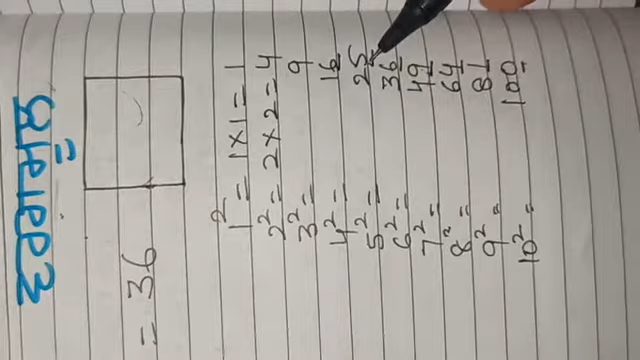 = 36
1² = 1×1 = 1
2² = 2×2 = 4
3² = 9
4² = 16
5² = 25
6² = 36
7² = 49
8² = 64
9² = 81
10² = 100